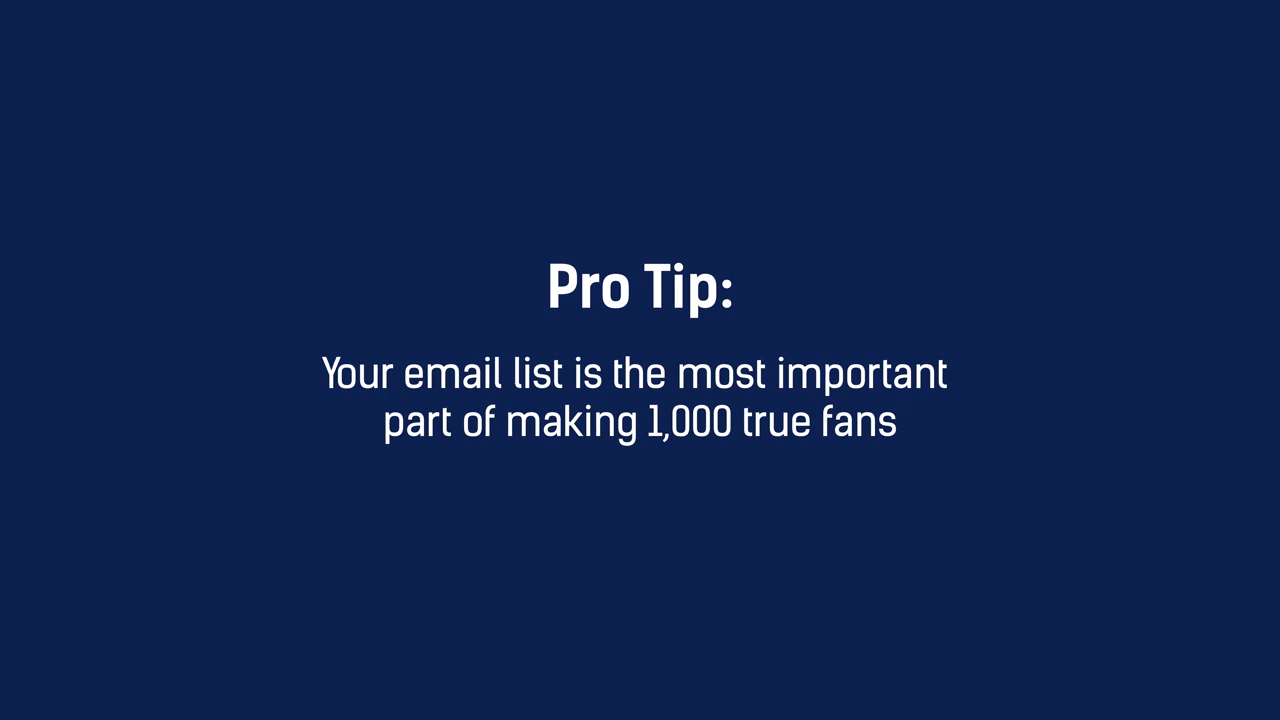 Pro Tip:
Your email list is the most important
part of making 1,000 true fans